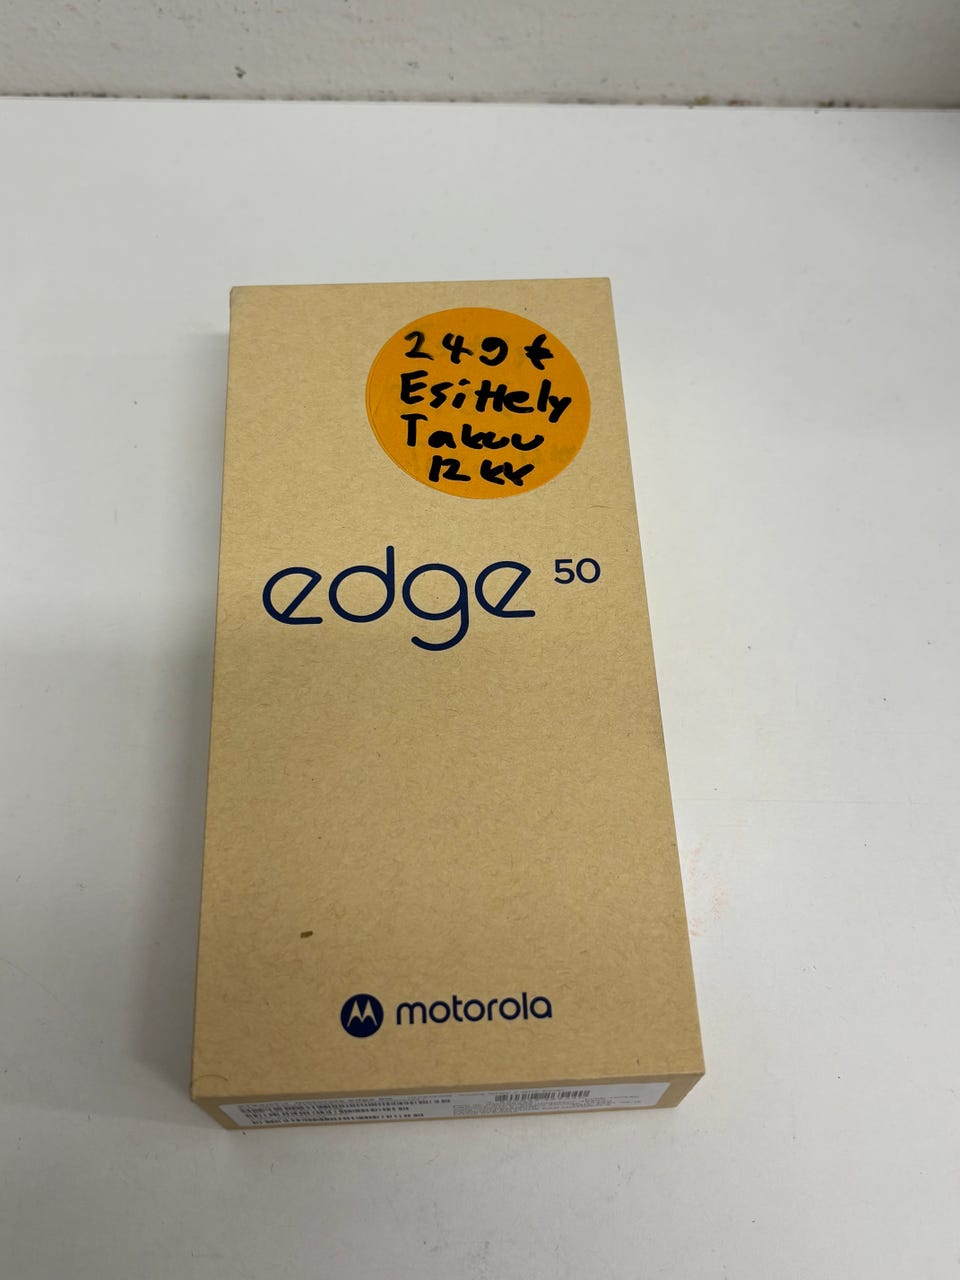 249 €
Esittely
Takuu
12 kk
edge 50
motorola